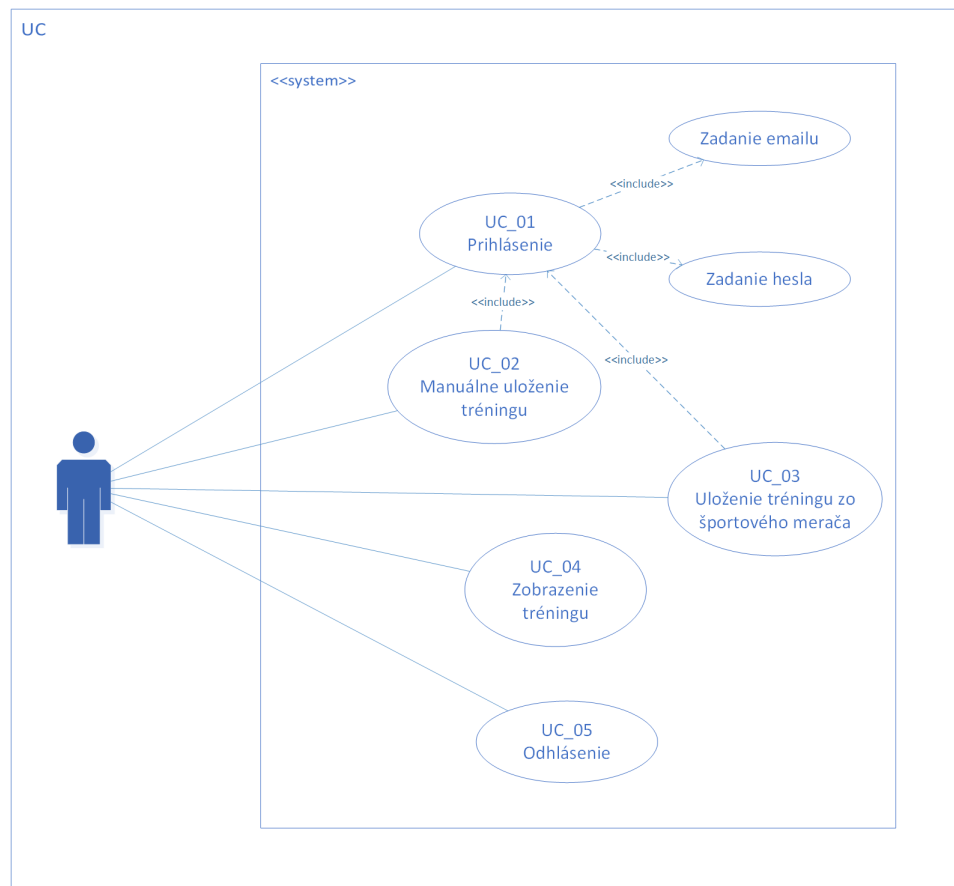 UC
<<system>>
Zadanie emailu
<<include>>
UC_01
Prihlásenie
<<include>>
Zadanie hesla
<<include>>
UC_02
Manuálne uloženie
tréningu
<<include>>
UC_03
Uloženie tréningu zo
športového merača
UC_04
Zobrazenie
tréningu
UC_05
Odhlásenie